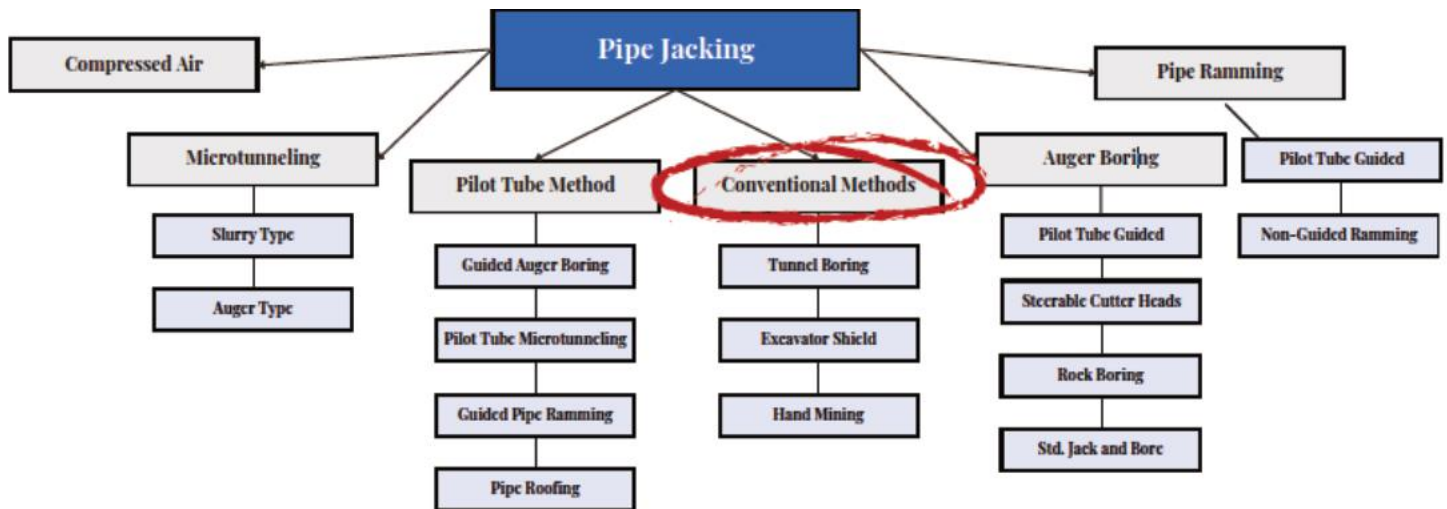 Pipe Jacking
Compressed Air
Pipe Ramming
Microtunneling
Pilot Tube Method
Conventional Methods
Auger Boring
Pilot Tube Guided
Slurry Type
Guided Auger Boring
Tunnel Boring
Pilot Tube Guided
Non-Guided Ramming
Auger Type
Pilot Tube Microtunneling
Excavator Shield
Steerable Cutter Heads
Guided Pipe Ramming
Hand Mining
Rock Boring
Pipe Roofing
Std. Jack and Bore